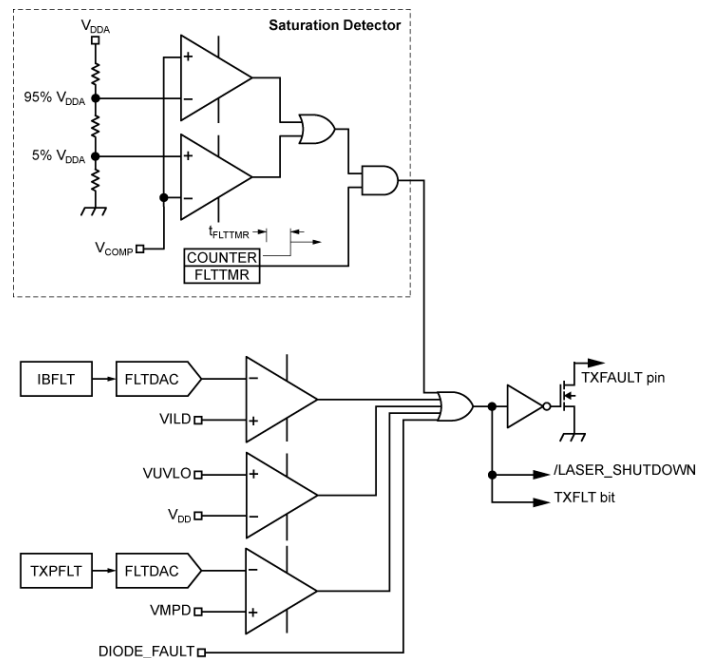 Saturation Detector
VDDA
+
95% VDDA
−
5% VDDA
+
−
tFLTTMR
VCOMP
COUNTER
FLTTMR
IBFLT
FLTDAC
−
TXFAULT pin
VILD
+
VUVLO
+
/LASER_SHUTDOWN
TXFLT bit
VDD
−
TXPFLT
FLTDAC
−
VMPD
+
DIODE_FAULT